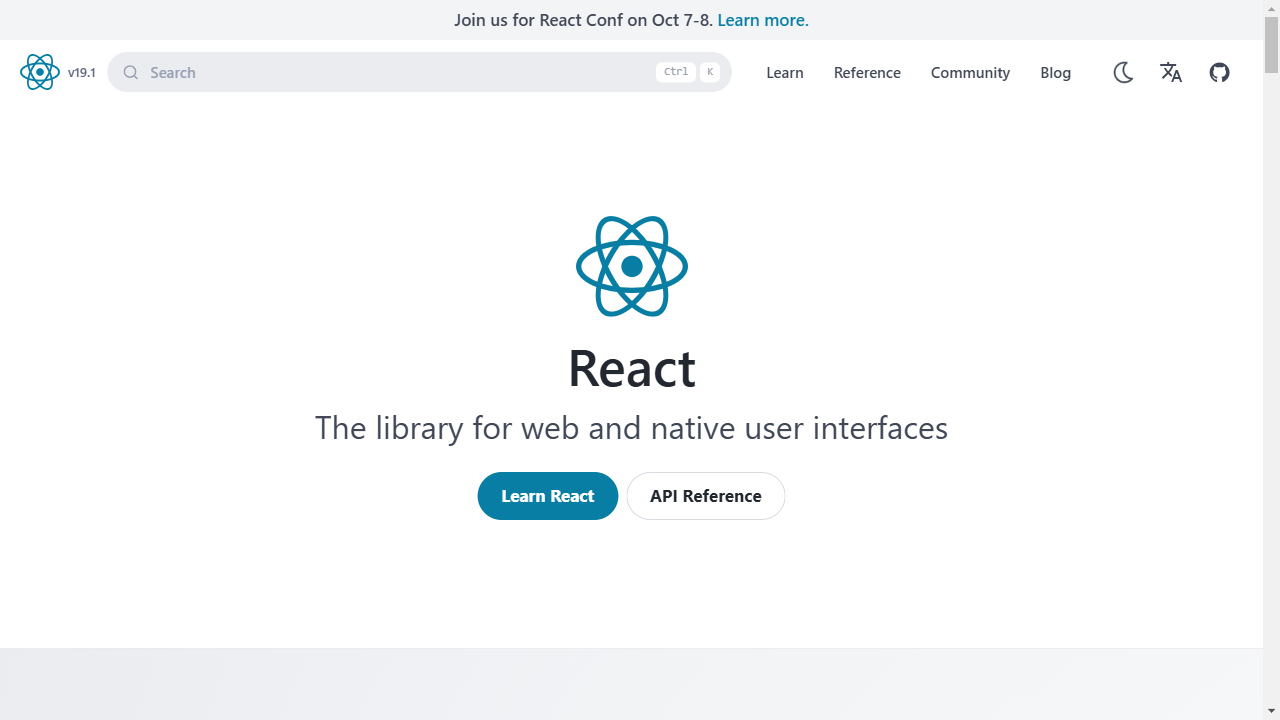 Join us for React Conf on Oct 7-8. Learn more.
v19.1 Search Ctrl K Learn Reference Community Blog
React
The library for web and native user interfaces
Learn React API Reference